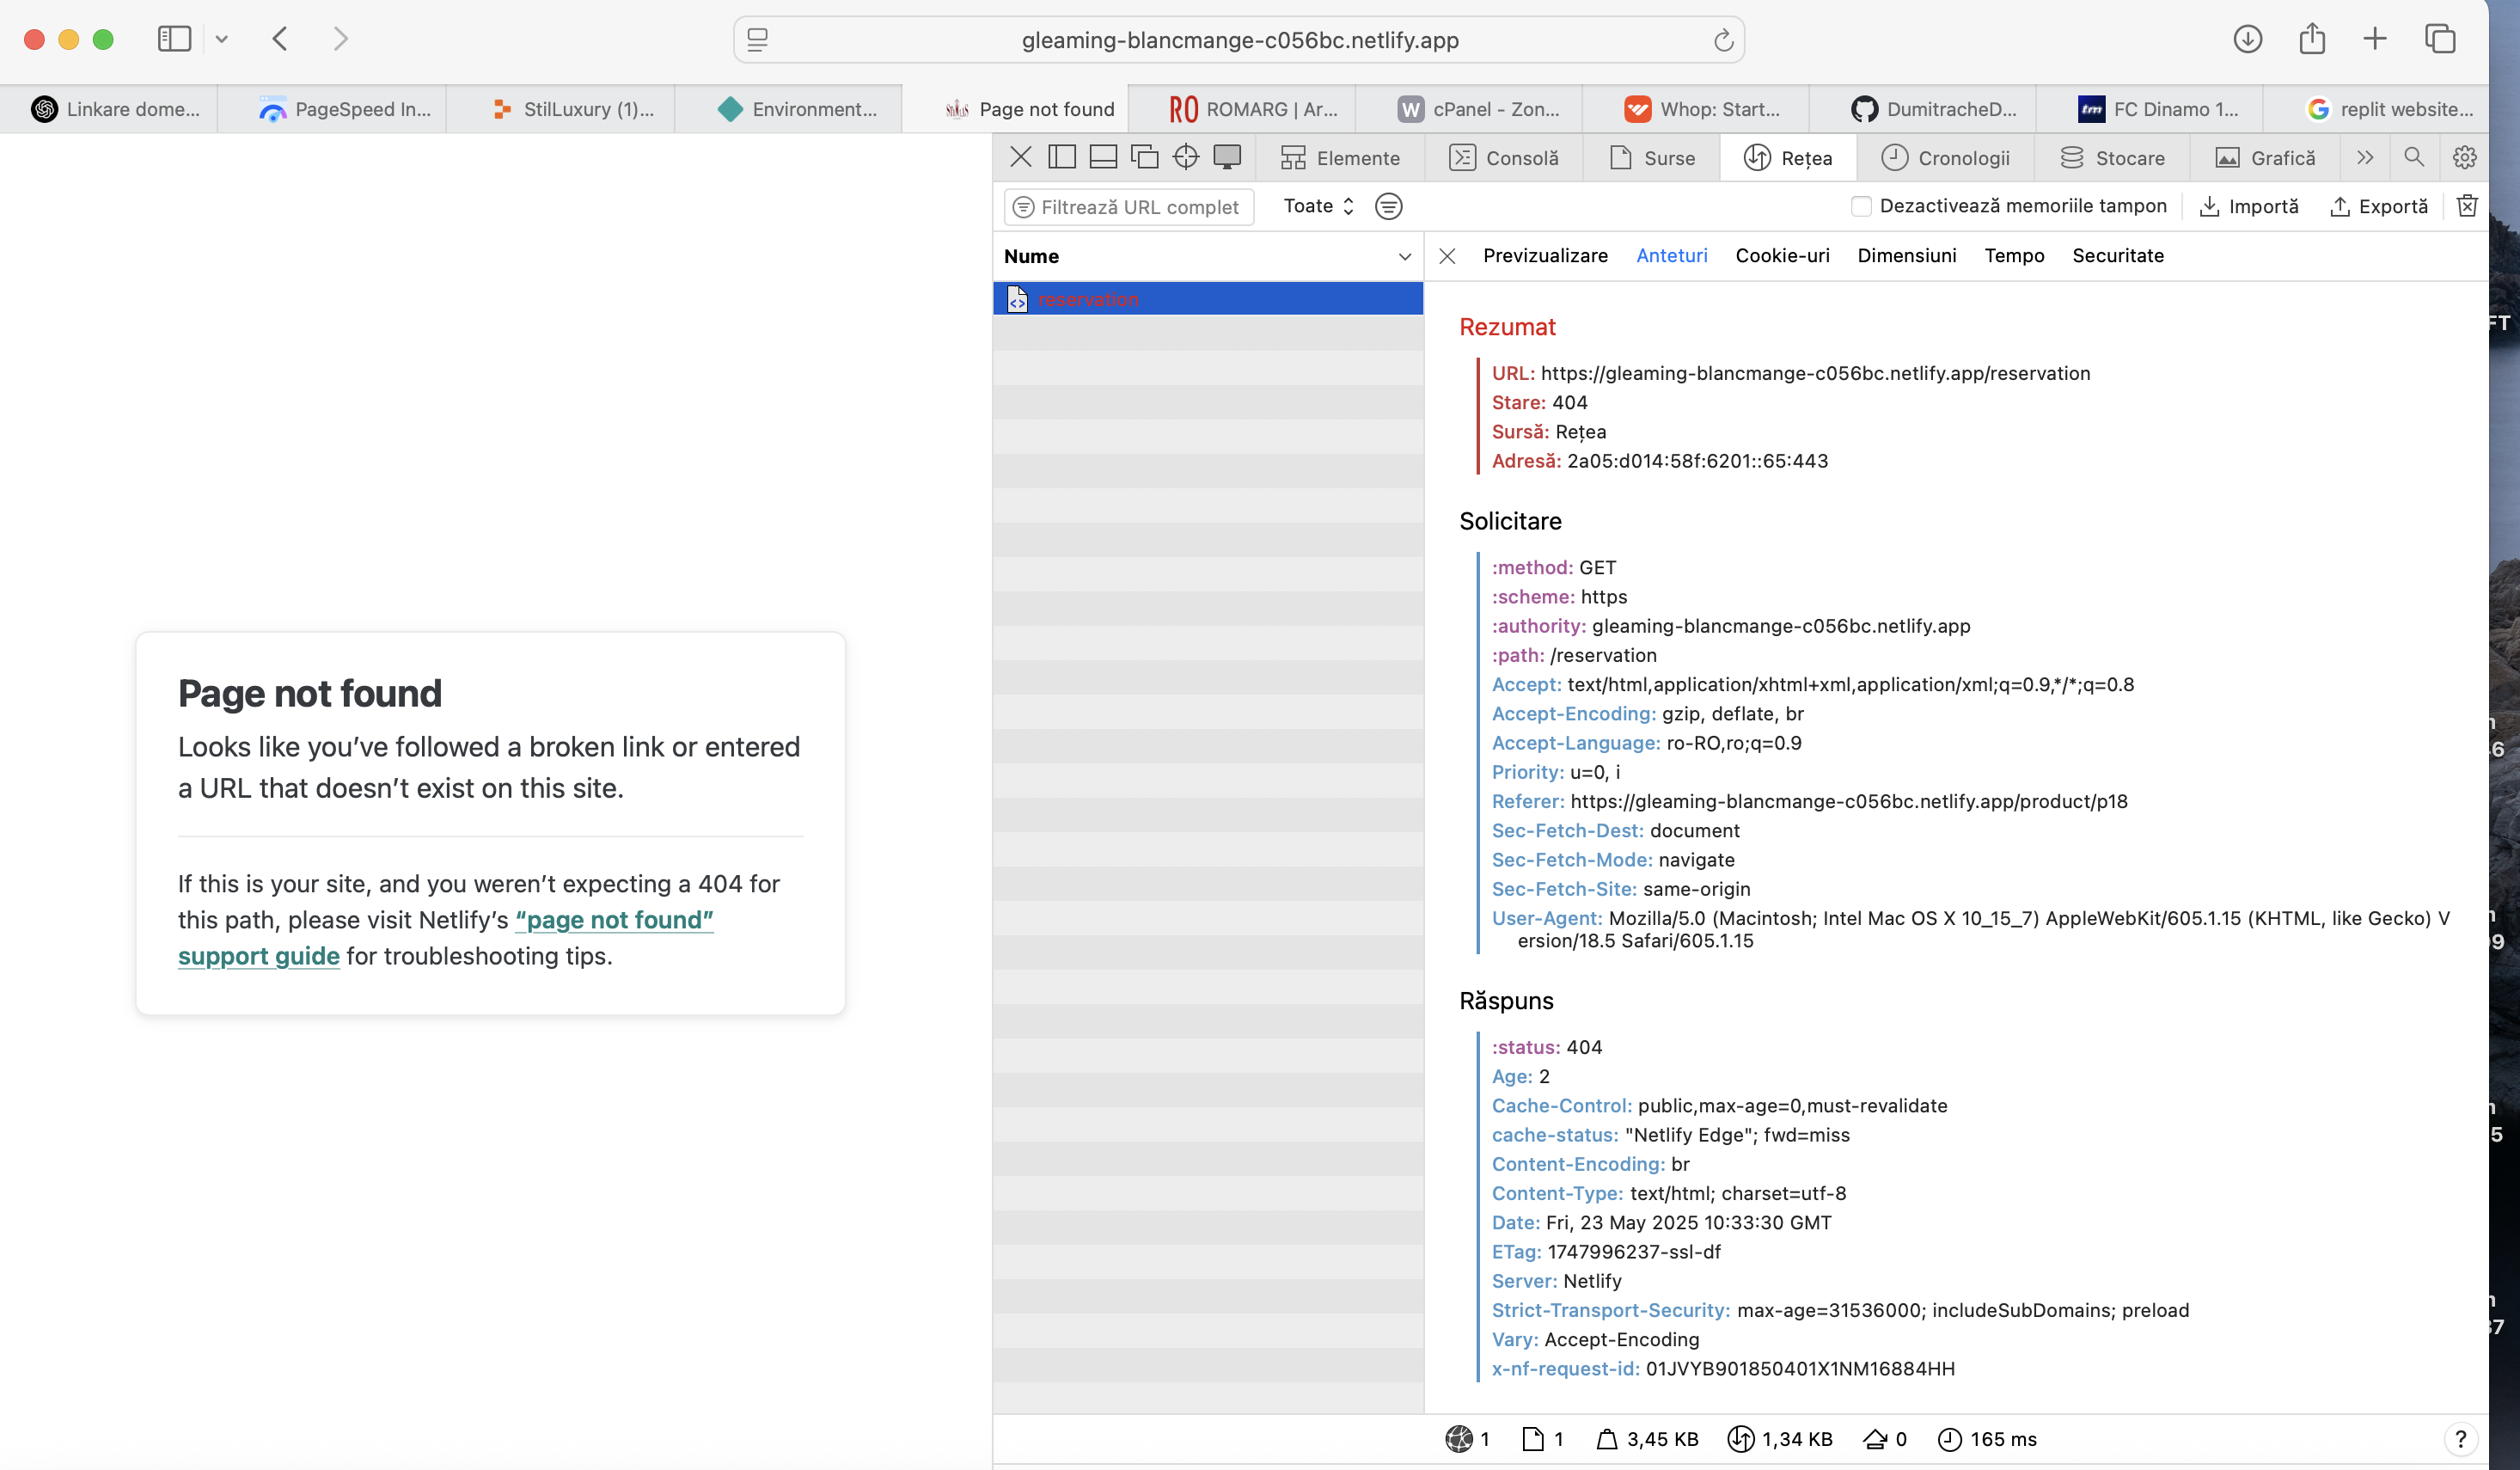 gleaming-blancmange-c056bc.netlify.app
Linkare dome...
PageSpeed In...
StilLuxury (1)...
Environment...
Page not found
RO ROMARG | Ar...
W cPanel - Zon...
Whop: Start...
DumitracheD...
tm FC Dinamo 1...
replit website...
Elemente
Consolă
Surse
Rețea
Cronologii
Stocare
Grafică
Filtrează URL complet
Toate
Dezactivează memoriile tampon
Importă
Exportă
Nume
reservation
Previzualizare
Anteturi
Cookie-uri
Dimensiuni
Tempo
Securitate
Page not found
Looks like you’ve followed a broken link or entered
a URL that doesn’t exist on this site.
If this is your site, and you weren’t expecting a 404 for
this path, please visit Netlify’s “page not found”
support guide for troubleshooting tips.
Rezumat
URL: https://gleaming-blancmange-c056bc.netlify.app/reservation
Stare: 404
Sursă: Rețea
Adresă: 2a05:d014:58f:6201::65:443
Solicitare
:method: GET
:scheme: https
:authority: gleaming-blancmange-c056bc.netlify.app
:path: /reservation
Accept: text/html,application/xhtml+xml,application/xml;q=0.9,*/*;q=0.8
Accept-Encoding: gzip, deflate, br
Accept-Language: ro-RO,ro;q=0.9
Priority: u=0, i
Referer: https://gleaming-blancmange-c056bc.netlify.app/product/p18
Sec-Fetch-Dest: document
Sec-Fetch-Mode: navigate
Sec-Fetch-Site: same-origin
User-Agent: Mozilla/5.0 (Macintosh; Intel Mac OS X 10_15_7) AppleWebKit/605.1.15 (KHTML, like Gecko) V
ersion/18.5 Safari/605.1.15
Răspuns
:status: 404
Age: 2
Cache-Control: public,max-age=0,must-revalidate
cache-status: "Netlify Edge"; fwd=miss
Content-Encoding: br
Content-Type: text/html; charset=utf-8
Date: Fri, 23 May 2025 10:33:30 GMT
ETag: 1747996237-ssl-df
Server: Netlify
Strict-Transport-Security: max-age=31536000; includeSubDomains; preload
Vary: Accept-Encoding
x-nf-request-id: 01JVYB901850401X1NM16884HH
1
1
3,45 KB
1,34 KB
0
165 ms
?